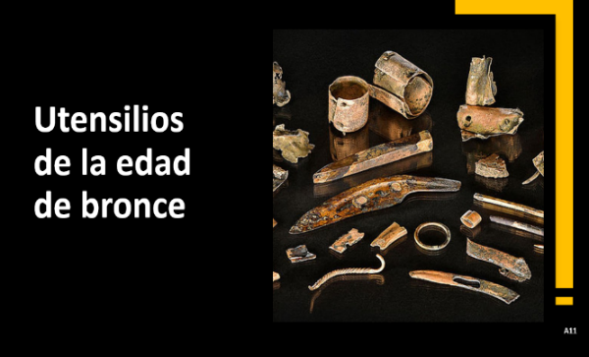 Utensilios
de la edad
de bronce
A11